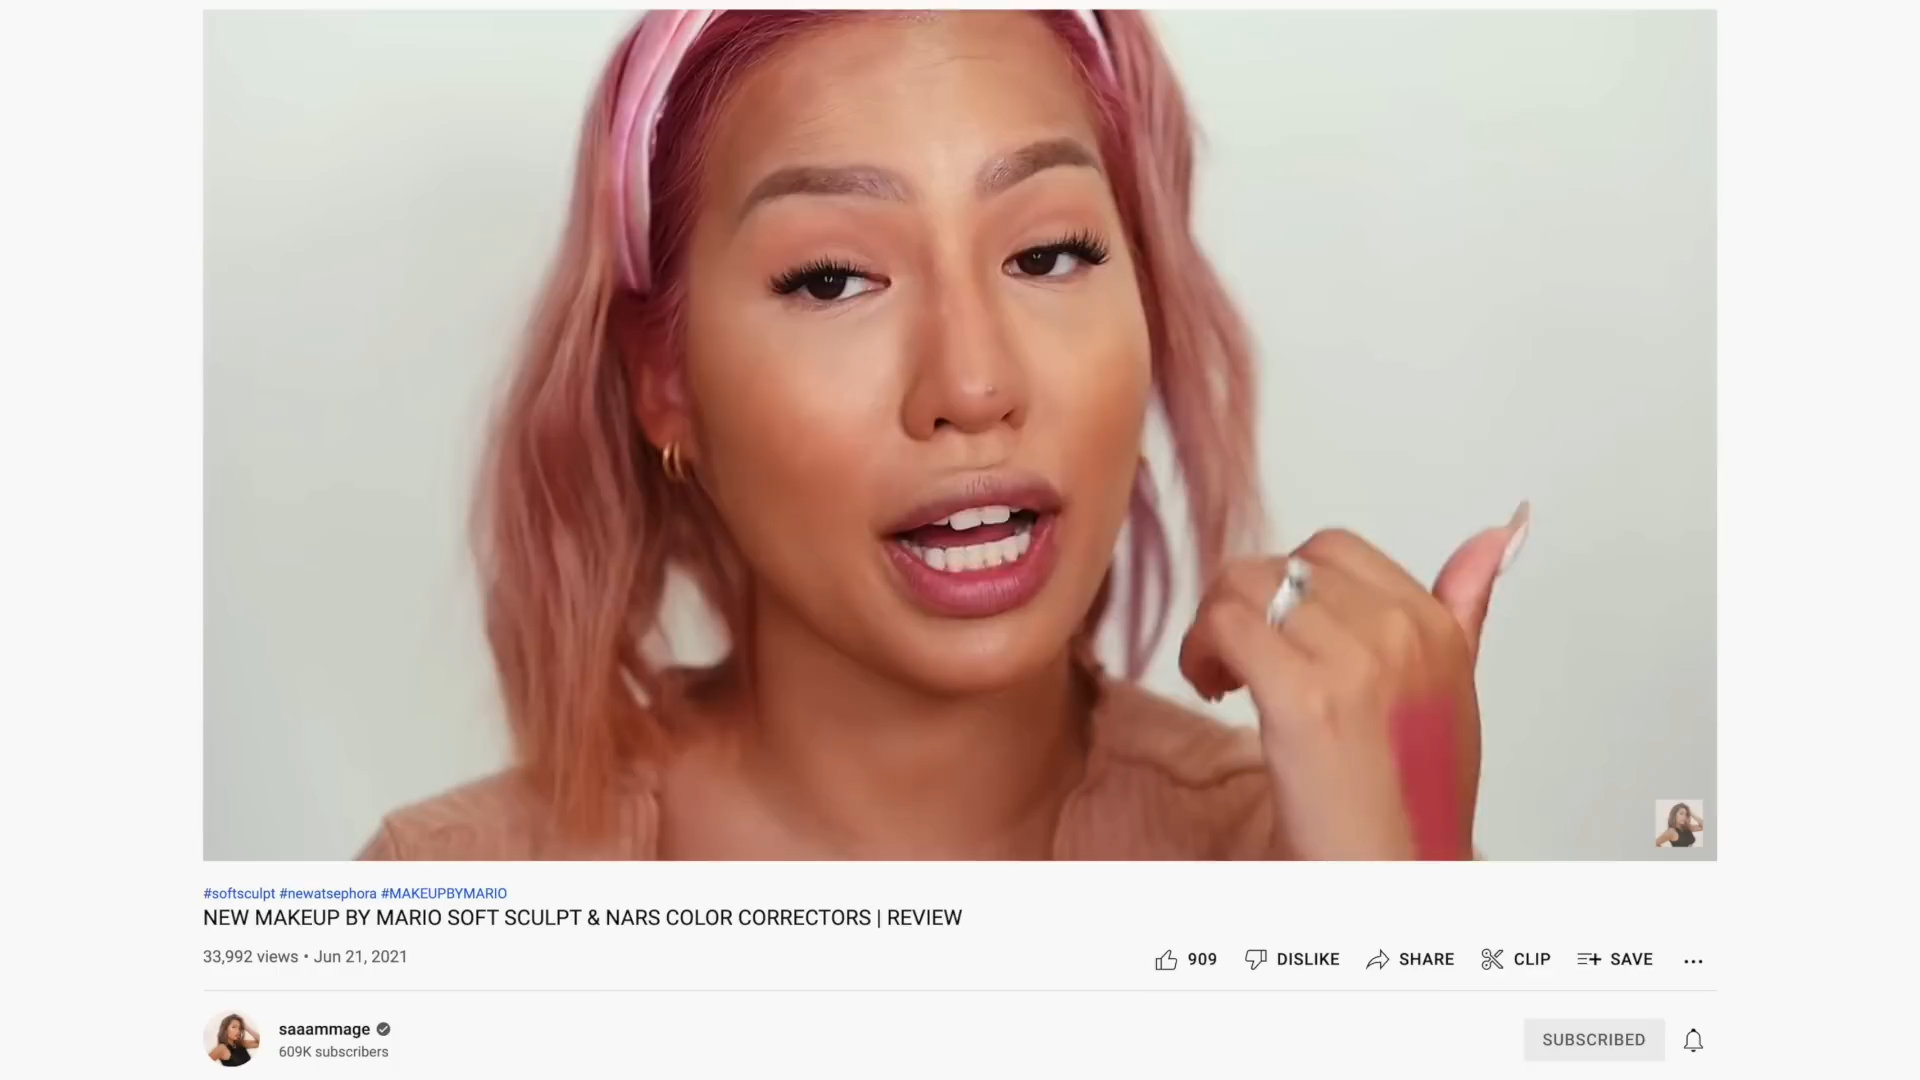 #softsculpt #newatsephora #MAKEUPBYMARIO
NEW MAKEUP BY MARIO SOFT SCULPT & NARS COLOR CORRECTORS | REVIEW
33,992 views • Jun 21, 2021
909 DISLIKE SHARE CLIP SAVE ...
saaammage
609K subscribers
SUBSCRIBED